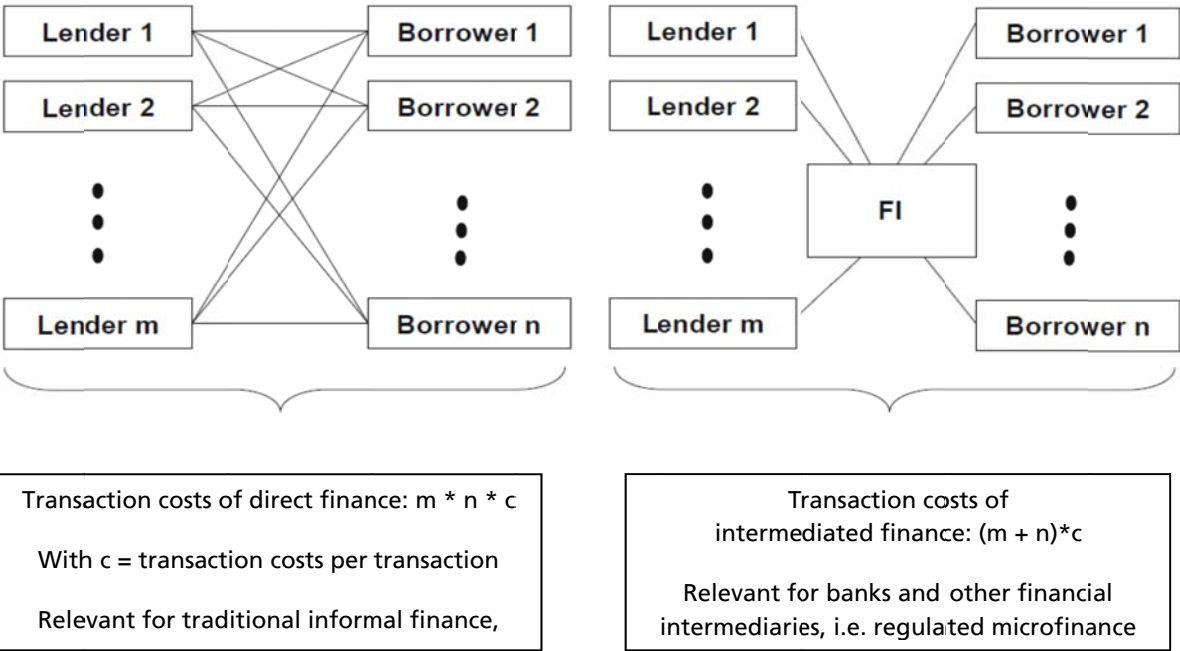 Lender 1
Borrower 1
Lender 2
Borrower 2
Lender m
Borrower n
Lender 1
Borrower 1
Lender 2
Borrower 2
FI
Lender m
Borrower n
Transaction costs of direct finance: m * n * c
With c = transaction costs per transaction
Relevant for traditional informal finance,
Transaction costs of
intermediated finance: (m + n)*c
Relevant for banks and other financial
intermediaries, i.e. regulated microfinance